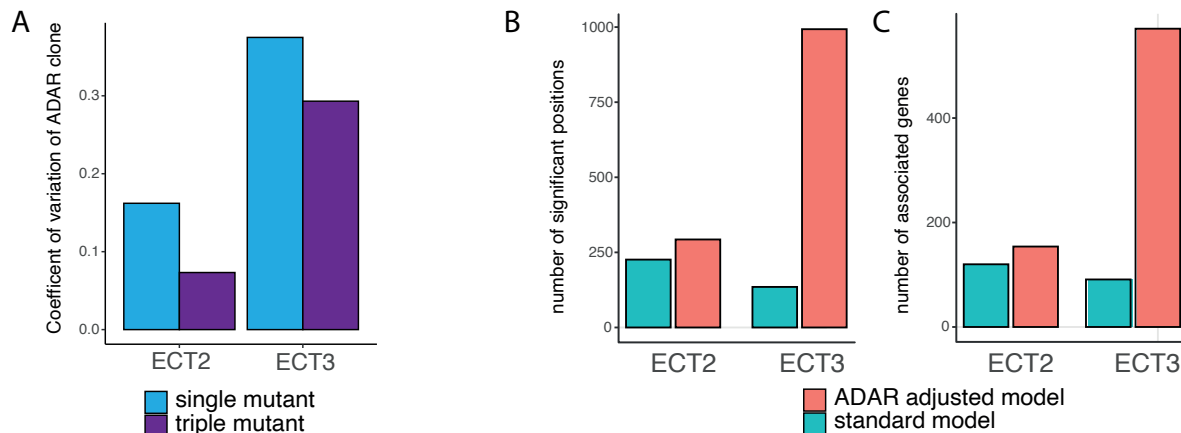 A
Coefficent of variation of ADAR clone
0.3
0.2
0.1
0.0
ECT2
ECT3
single mutant
triple mutant
B
number of significant positions
1000
750
500
250
0
ECT2
ECT3
C
number of associated genes
400
200
0
ECT2
ECT3
ADAR adjusted model
standard model